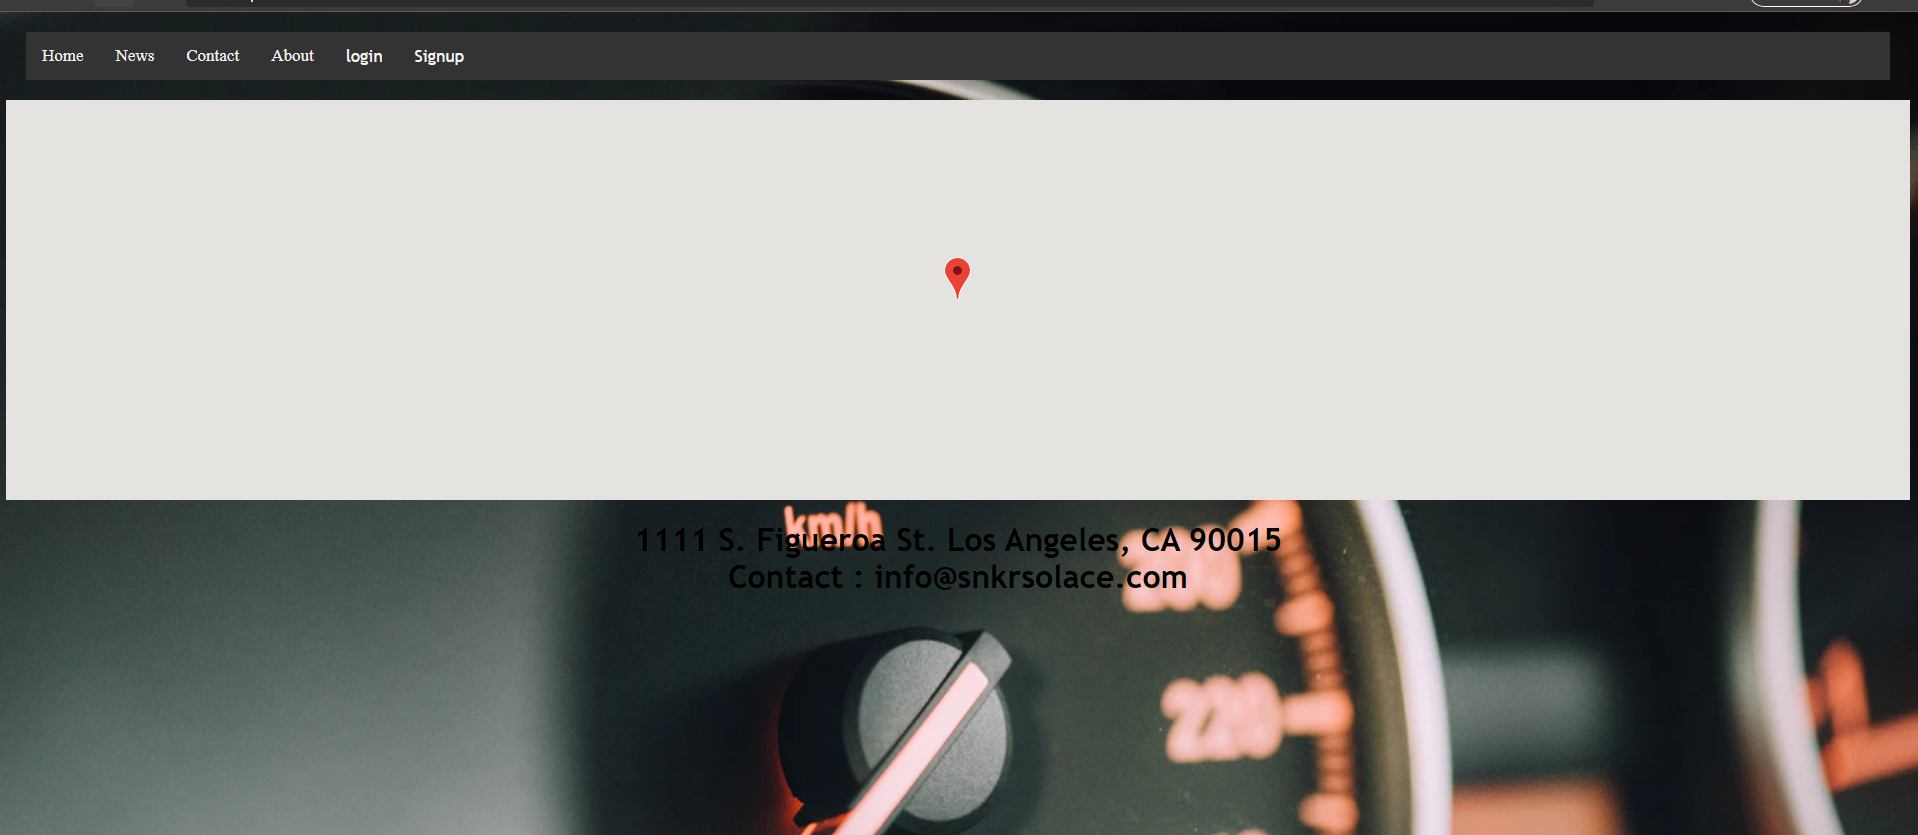 Home News Contact About login Signup
km/h
1111 S. Figueroa St. Los Angeles, CA 90015
Contact : info@snkrsolace.com
200
220